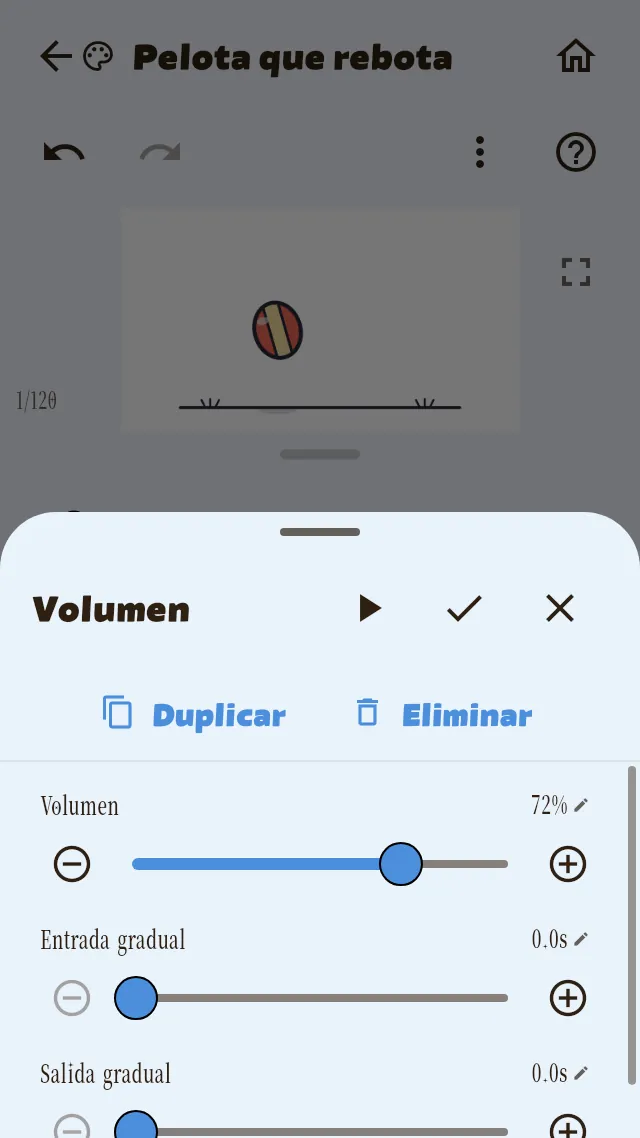 Pelota que rebota
1/120
Volumen
Duplicar
Eliminar
Volumen
72%
Entrada gradual
0.0s
Salida gradual
0.0s